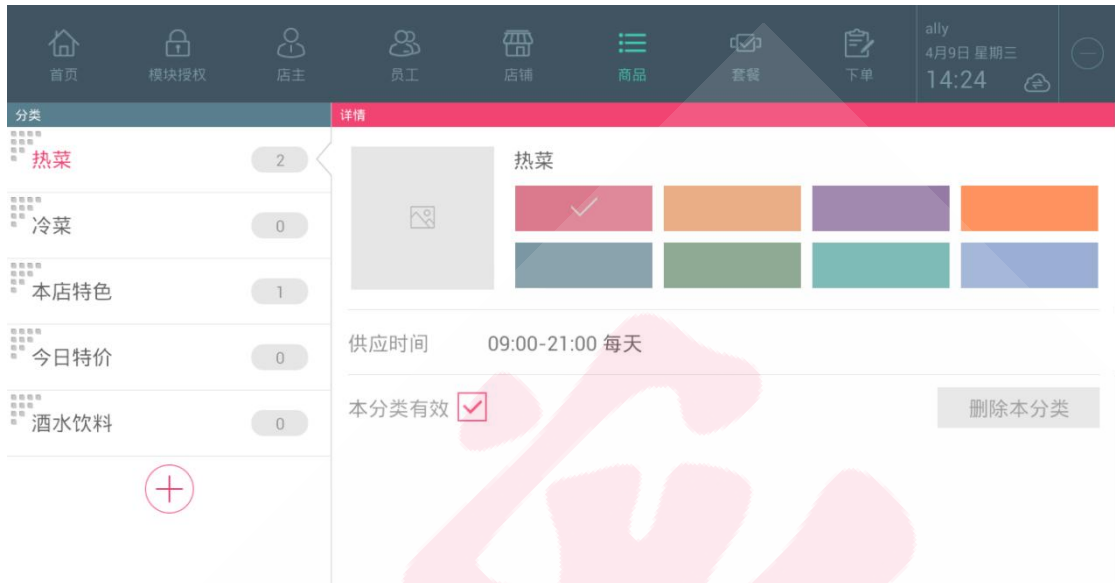 首页 模块授权 店主 员工 店铺 商品 套餐 下单
ally
4月9日 星期三
14:24
分类
详情
热菜 2
冷菜 0
本店特色 1
今日特价 0
酒水饮料 0
热菜
供应时间 09:00-21:00 每天
本分类有效
删除本分类